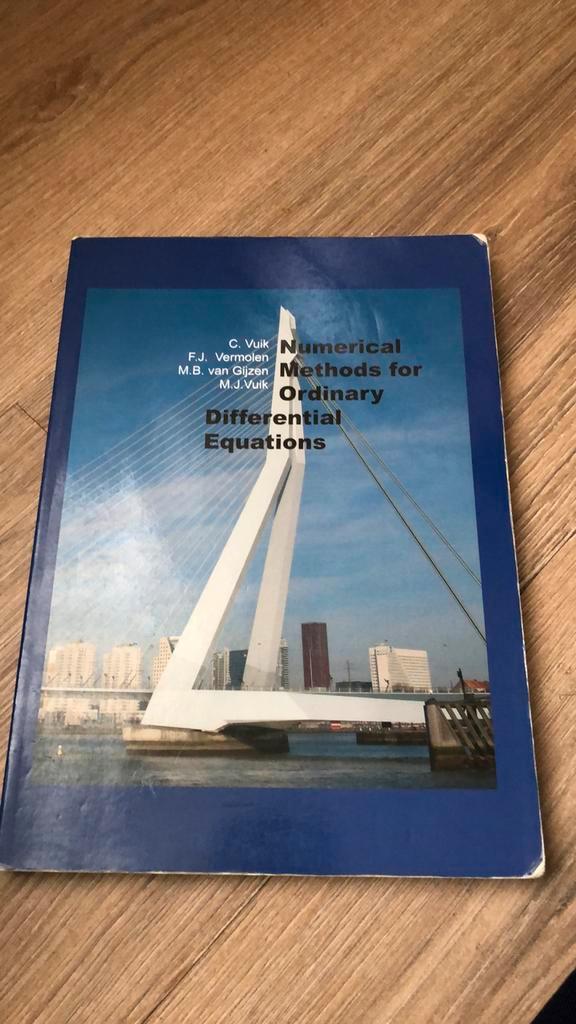 C. Vuik
F.J. Vermolen
M.B. van Gijzen
M.J.Vuik
Numerical
Methods for
Ordinary
Differential
Equations